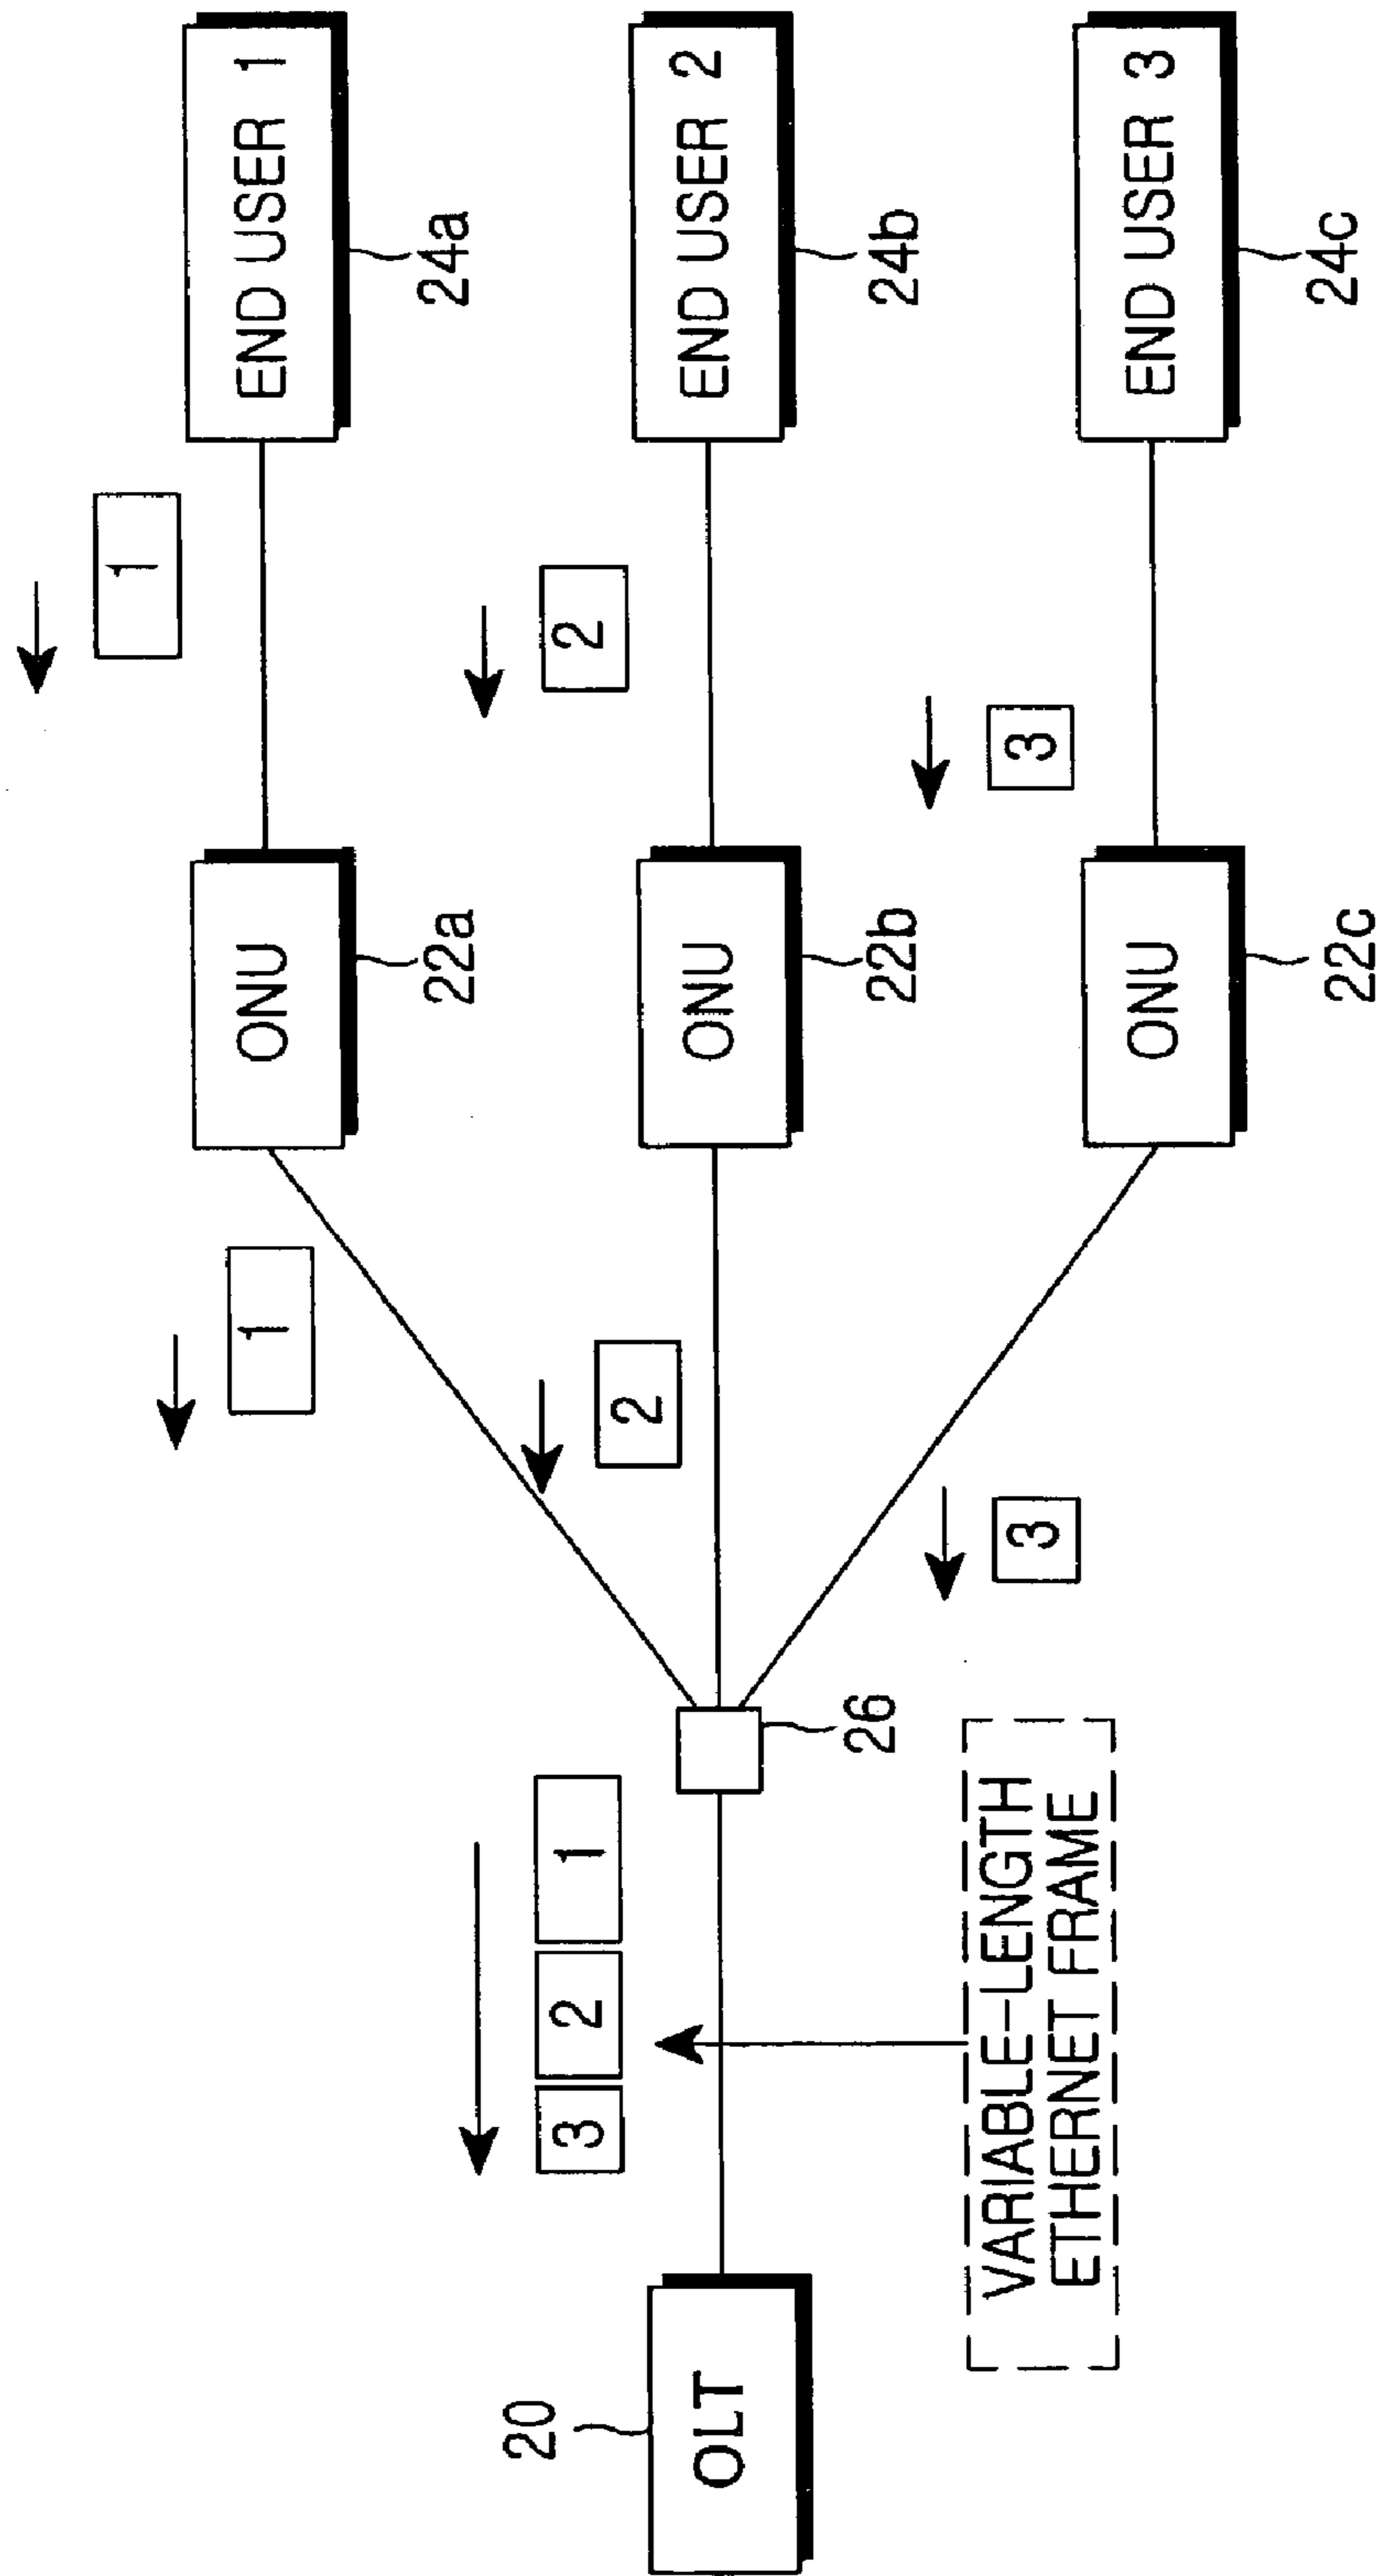 END USER 1
24a
1
ONU
22a
1
END USER 2
24b
2
ONU
22b
2
END USER 3
24c
3
ONU
22c
3
26
3 2 1
VARIABLE-LENGTH
ETHERNET FRAME
20
OLT